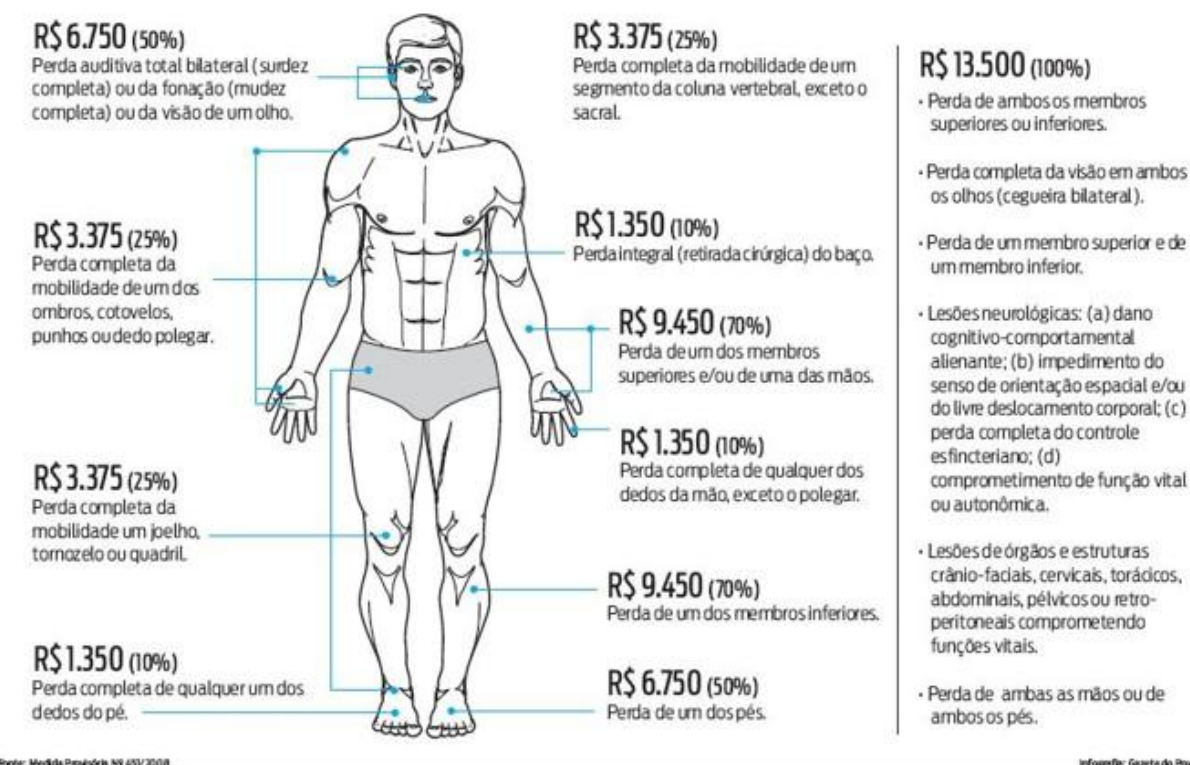 R$ 6.750 (50%)
Perda auditiva total bilateral (surdez
completa) ou da fonação (mudez
completa) ou da visão de um olho.
R$ 3.375 (25%)
Perda completa da
mobilidade de um dos
ombros, cotovelos,
punhos ou dedo polegar.
R$ 3.375 (25%)
Perda completa da
mobilidade um joelho,
tornozelo ou quadril.
R$ 1.350 (10%)
Perda completa de qualquer um dos
dedos do pé.
R$ 3.375 (25%)
Perda completa da mobilidade de um
segmento da coluna vertebral, exceto o
sacral.
R$ 1.350 (10%)
Perda integral (retirada cirúrgica) do baço.
R$ 9.450 (70%)
Perda de um dos membros
superiores e/ou de uma das mãos.
R$ 1.350 (10%)
Perda completa de qualquer dos
dedos da mão, exceto o polegar.
R$ 9.450 (70%)
Perda de um dos membros inferiores.
R$ 6.750 (50%)
Perda de um dos pés.
R$ 13.500 (100%)
· Perda de ambos os membros
superiores ou inferiores.
· Perda completa da visão em ambos
os olhos (cegueira bilateral).
· Perda de um membro superior e de
um membro inferior.
· Lesões neurológicas: (a) dano
cognitivo-comportamental
alienante; (b) impedimento do
senso de orientação espacial e/ou
do livre deslocamento corporal; (c)
perda completa do controle
esfincteriano; (d)
comprometimento de função vital
ou autonômica.
· Lesões de órgãos e estruturas
crânio-faciais, cervicais, torácicos,
abdominais, pélvicos ou retro-
peritoneais comprometendo
funções vitais.
· Perda de ambas as mãos ou de
ambos os pés.
Fonte: Medida Provisória Nº 451/2008
Infografia: Gazeta do Pov